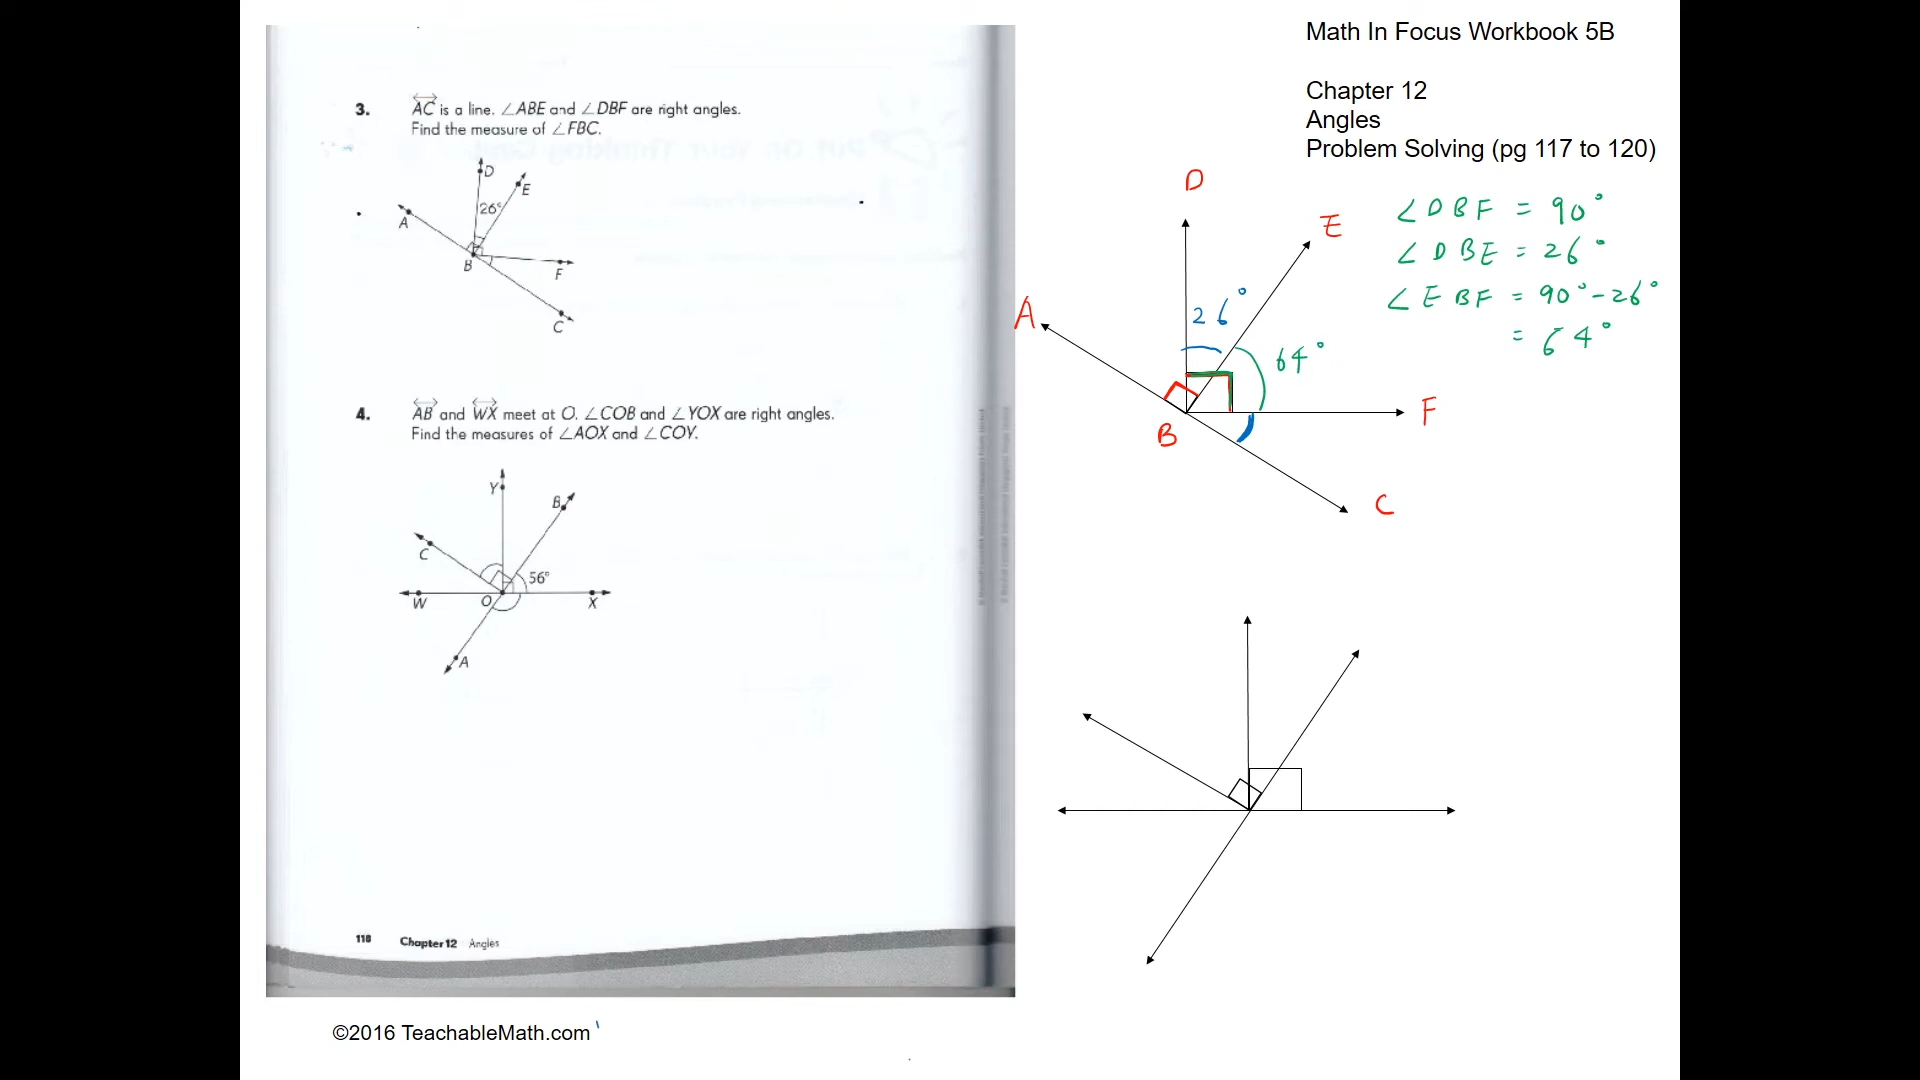 Math In Focus Workbook 5B
Chapter 12
Angles
Problem Solving (pg 117 to 120)
3. AC is a line. ∠ABE and ∠DBF are right angles.
Find the measure of ∠FBC.
D
E
26°
A
B
F
C
4. AB and WX meet at O. ∠COB and ∠YOX are right angles.
Find the measures of ∠AOX and ∠COY.
Y
B
C
56°
W
O
X
A
118 Chapter 12 Angles
©2016 TeachableMath.com
D
E
26°
A
64°
F
B
C
∠DBF = 90°
∠DBE = 26°
∠EBF = 90° - 26°
= 64°